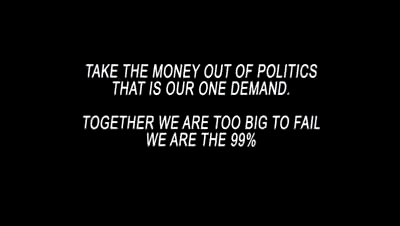 TAKE THE MONEY OUT OF POLITICS
THAT IS OUR ONE DEMAND.
TOGETHER WE ARE TOO BIG TO FAIL
WE ARE THE 99%